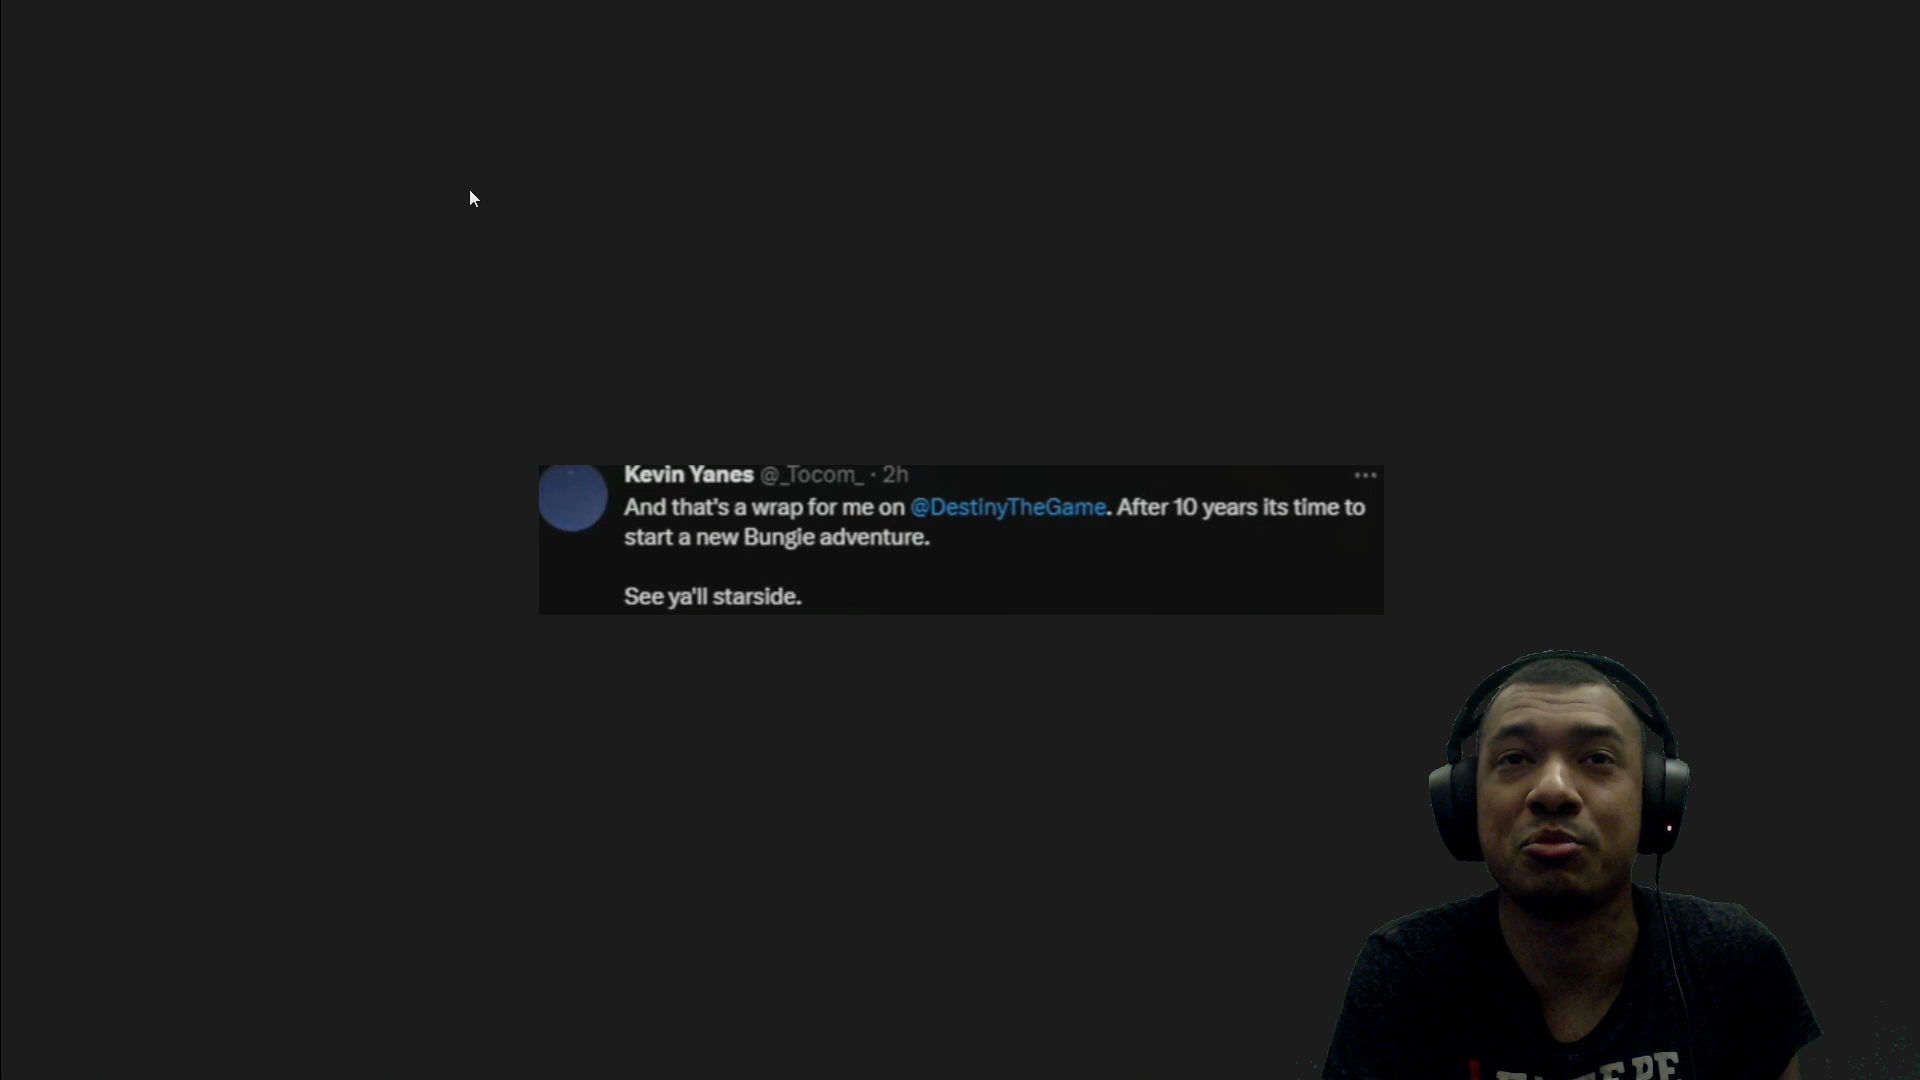 Kevin Yanes @_Tocom_ · 2h
And that's a wrap for me on @DestinyTheGame. After 10 years its time to
start a new Bungie adventure.
See ya'll starside.